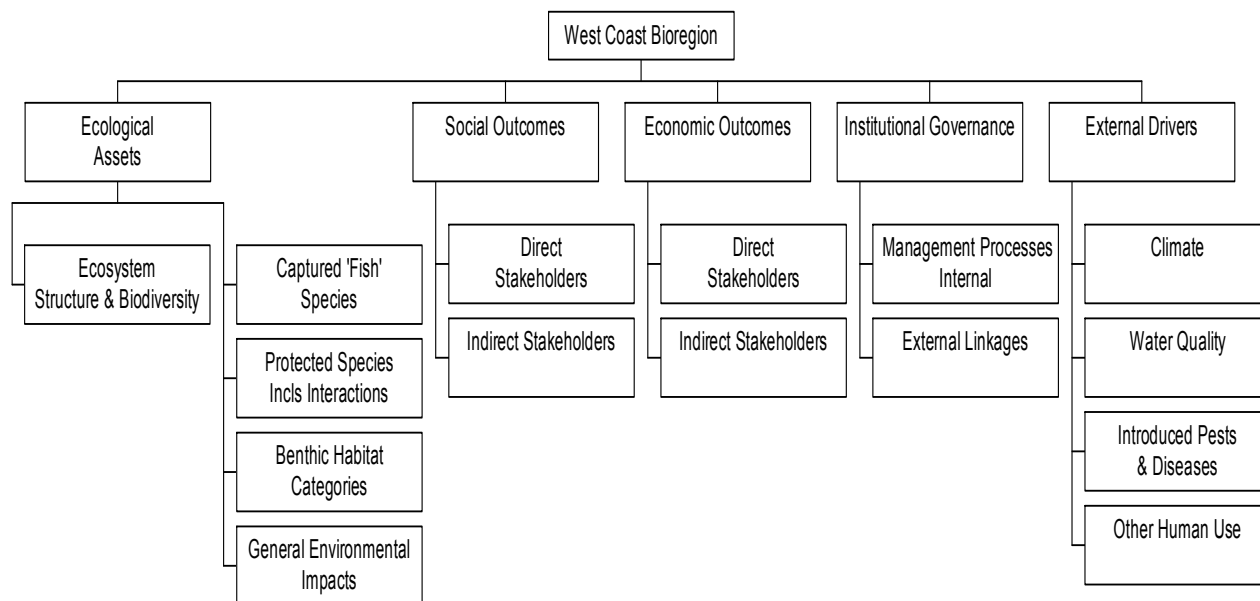 West Coast Bioregion
Ecological
Assets
Social Outcomes
Economic Outcomes
Institutional Governance
External Drivers
Ecosystem
Structure & Biodiversity
Captured 'Fish'
Species
Protected Species
Incls Interactions
Benthic Habitat
Categories
General Environmental
Impacts
Direct
Stakeholders
Indirect Stakeholders
Direct
Stakeholders
Indirect Stakeholders
Management Processes
Internal
External Linkages
Climate
Water Quality
Introduced Pests
& Diseases
Other Human Use